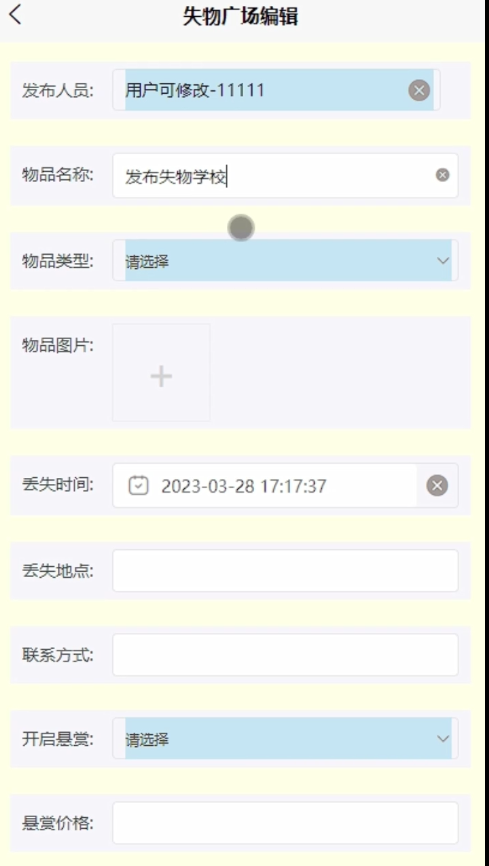 失物广场编辑
发布人员: 用户可修改-11111
物品名称: 发布失物学校
物品类型: 请选择
物品图片:
丢失时间: 2023-03-28 17:17:37
丢失地点:
联系方式:
开启悬赏: 请选择
悬赏价格: